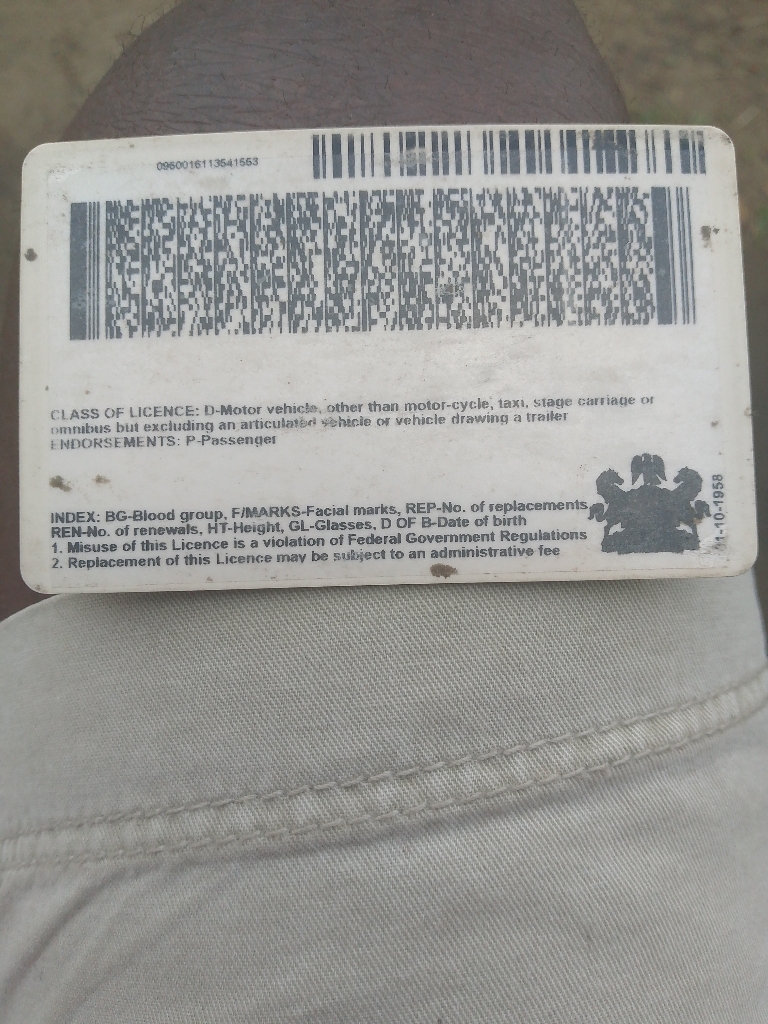 0950016113541553
CLASS OF LICENCE: D-Motor vehicle, other than motor-cycle, taxi, stage carriage or
omnibus but excluding an articulated vehicle or vehicle drawing a trailer
ENDORSEMENTS: P-Passenger
INDEX: BG-Blood group, F/MARKS-Facial marks, REP-No. of replacements
REN-No. of renewals, HT-Height, GL-Glasses, D OF B-Date of birth
1. Misuse of this Licence is a violation of Federal Government Regulations
2. Replacement of this Licence may be subject to an administrative fee
01-10-1958